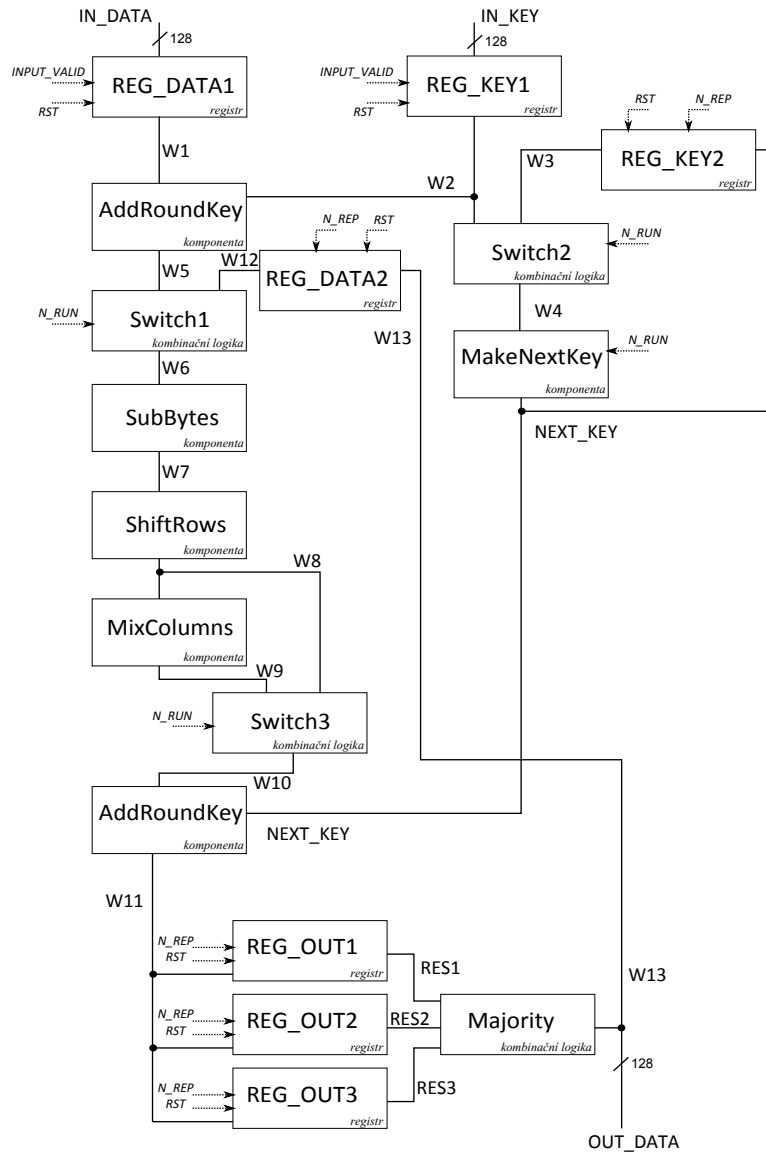 IN_DATA
IN_KEY
128
128
INPUT_VALID
RST
REG_DATA1
registr
INPUT_VALID
RST
REG_KEY1
registr
RST
N_REP
REG_KEY2
registr
W1
W2
W3
AddRoundKey
komponenta
N_REP
RST
Switch2
kombinační logika
N_RUN
W5
W12
REG_DATA2
registr
N_RUN
Switch1
kombinační logika
W4
W13
MakeNextKey
komponenta
N_RUN
W6
SubBytes
komponenta
NEXT_KEY
W7
ShiftRows
komponenta
W8
MixColumns
komponenta
W9
N_RUN
Switch3
kombinační logika
W10
AddRoundKey
komponenta
NEXT_KEY
W11
N_REP
RST
REG_OUT1
registr
RES1
W13
N_REP
RST
REG_OUT2
registr
RES2
Majority
kombinační logika
128
N_REP
RST
REG_OUT3
registr
RES3
OUT_DATA